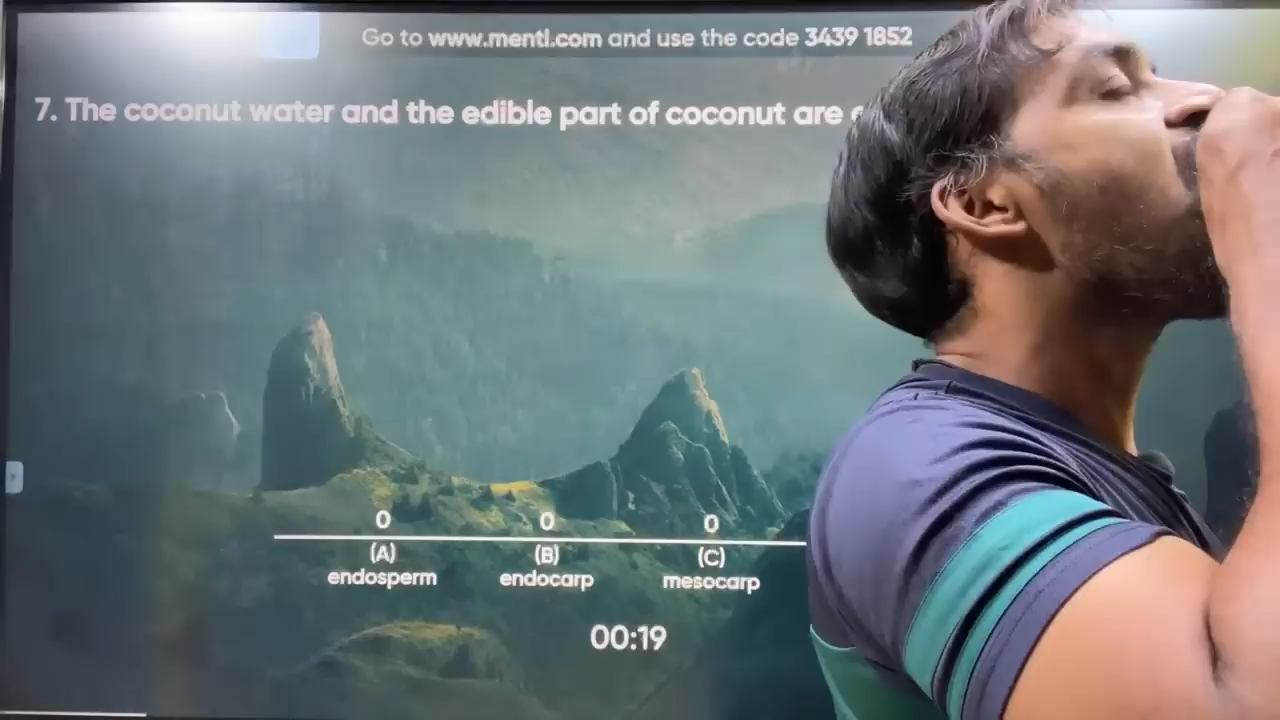 Go to www.menti.com and use the code 3439 1852
7. The coconut water and the edible part of coconut are
0 0 0
(A) (B) (C)
endosperm endocarp mesocarp
00:19